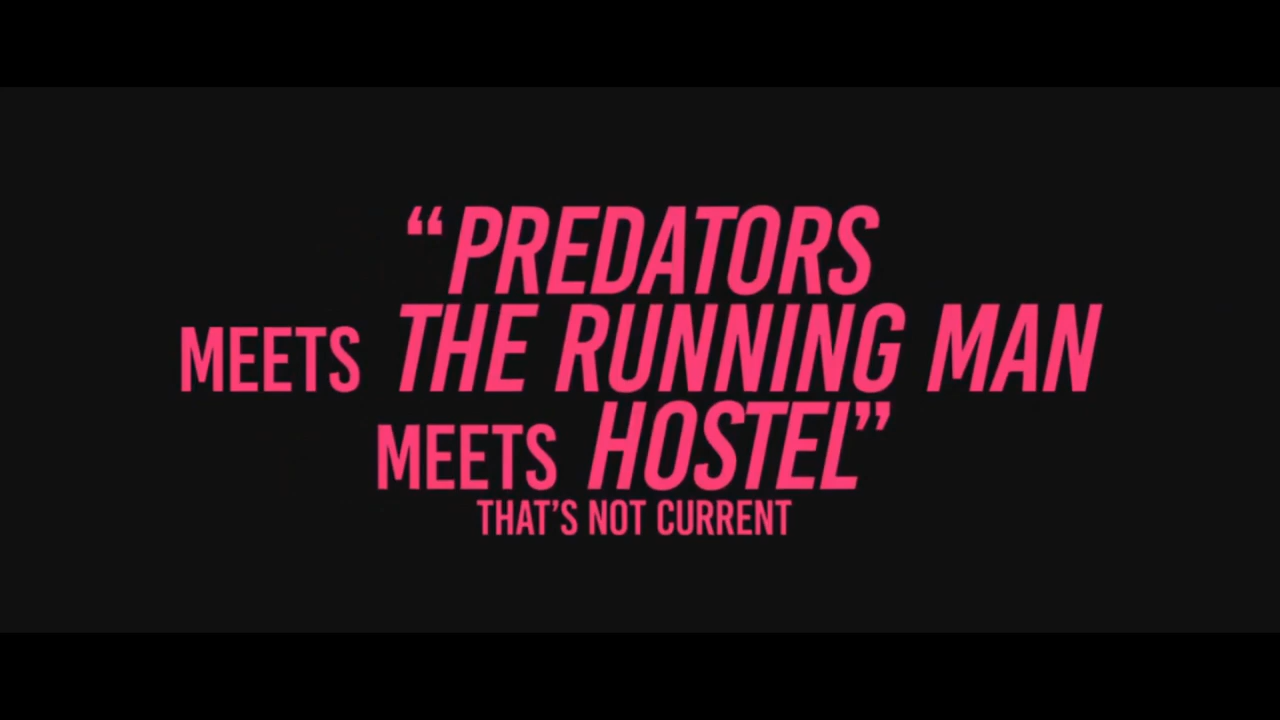 “PREDATORS
MEETS THE RUNNING MAN
MEETS HOSTEL”
THAT’S NOT CURRENT